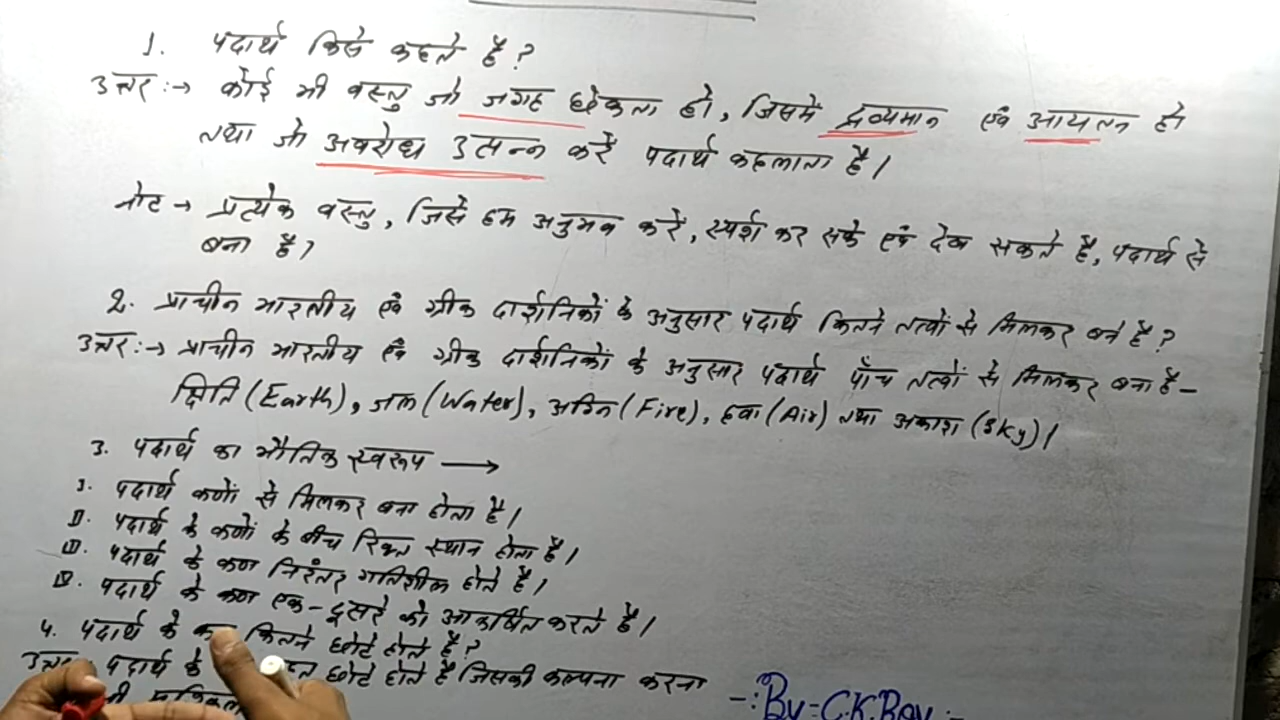 1. पदार्थ किसे कहते है?
उत्तर :→ कोई भी वस्तु जो जगह छेकता हो, जिसमें द्रव्यमान एवं आयतन हो
तथा जो अवरोध उत्पन्न करें पदार्थ कहलाता है।
नोट → प्रत्येक वस्तु, जिसे हम अनुभव करें, स्पर्श कर सके एवं देख सकते है, पदार्थ से
बना है।
2. प्राचीन भारतीय एवं ग्रीक दार्शनिकों के अनुसार पदार्थ कितने तत्वों से मिलकर बने है?
उत्तर :→ प्राचीन भारतीय एवं ग्रीक दार्शनिकों के अनुसार पदार्थ पाँच तत्वों से मिलकर बना है-
क्षिति (Earth), जल (Water), अग्नि (Fire), हवा (Air) तथा अकाश (Sky)।
3. पदार्थ का भौतिक स्वरूप →
I. पदार्थ कणों से मिलकर बना होता है।
II. पदार्थ के कणों के बीच रिक्त स्थान होता है।
III. पदार्थ के कण निरंतर गतिशील होते है।
IV. पदार्थ के कण एक-दूसरे को आकर्षित करते है।
4. पदार्थ के कितने छोटे होते है?
उत्तर पदार्थ के छोटे होते है जिसकी कल्पना करना
-: By-C.K.Roy :-